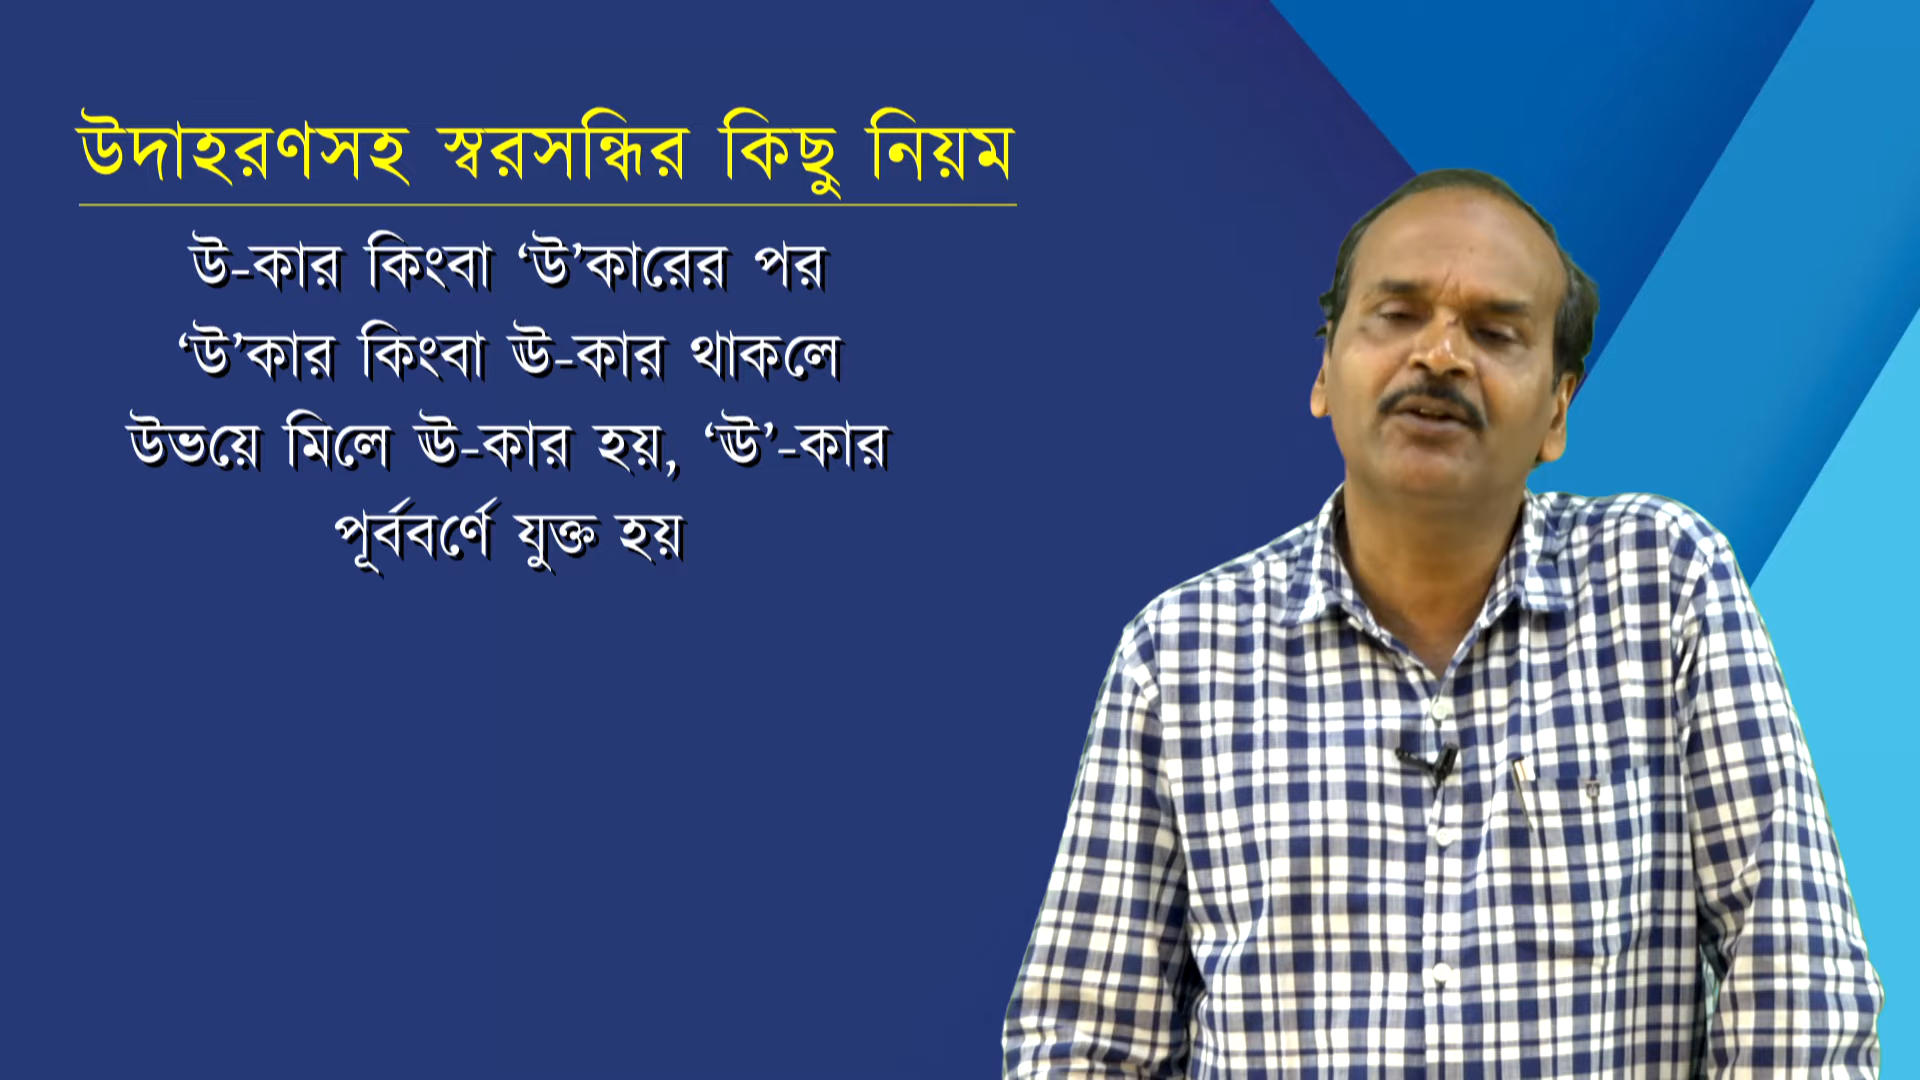 উদাহরণসহ স্বরসন্ধির কিছু নিয়ম
উ-কার কিংবা ‘উ’কারের পর
‘উ’কার কিংবা ঊ-কার থাকলে
উভয়ে মিলে ঊ-কার হয়, ‘ঊ’-কার
পূর্ববর্ণে যুক্ত হয়